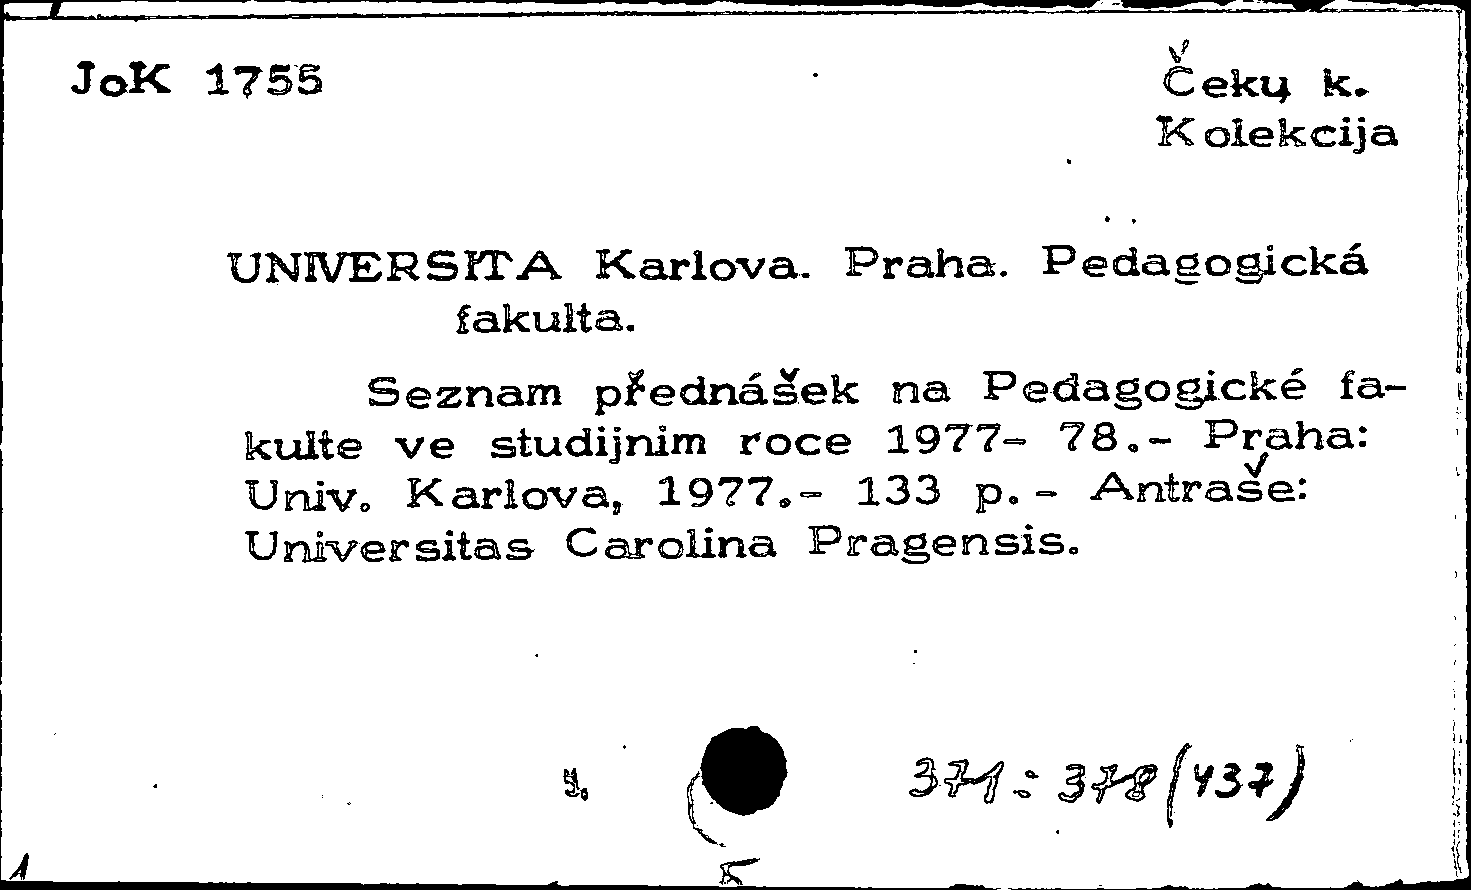 JoK 1755
Čekų k.
Kolekcija
UNIVERSITA Karlova. Praha. Pedagogická
fakulta.
Seznam přednášek na Pedagogické fa-
kulte ve studijnim roce 1977- 78.- Praha:
Univ. Karlova, 1977.- 133 p. - Antraše:
Universitas Carolina Pragensis.
371:378(437)
1